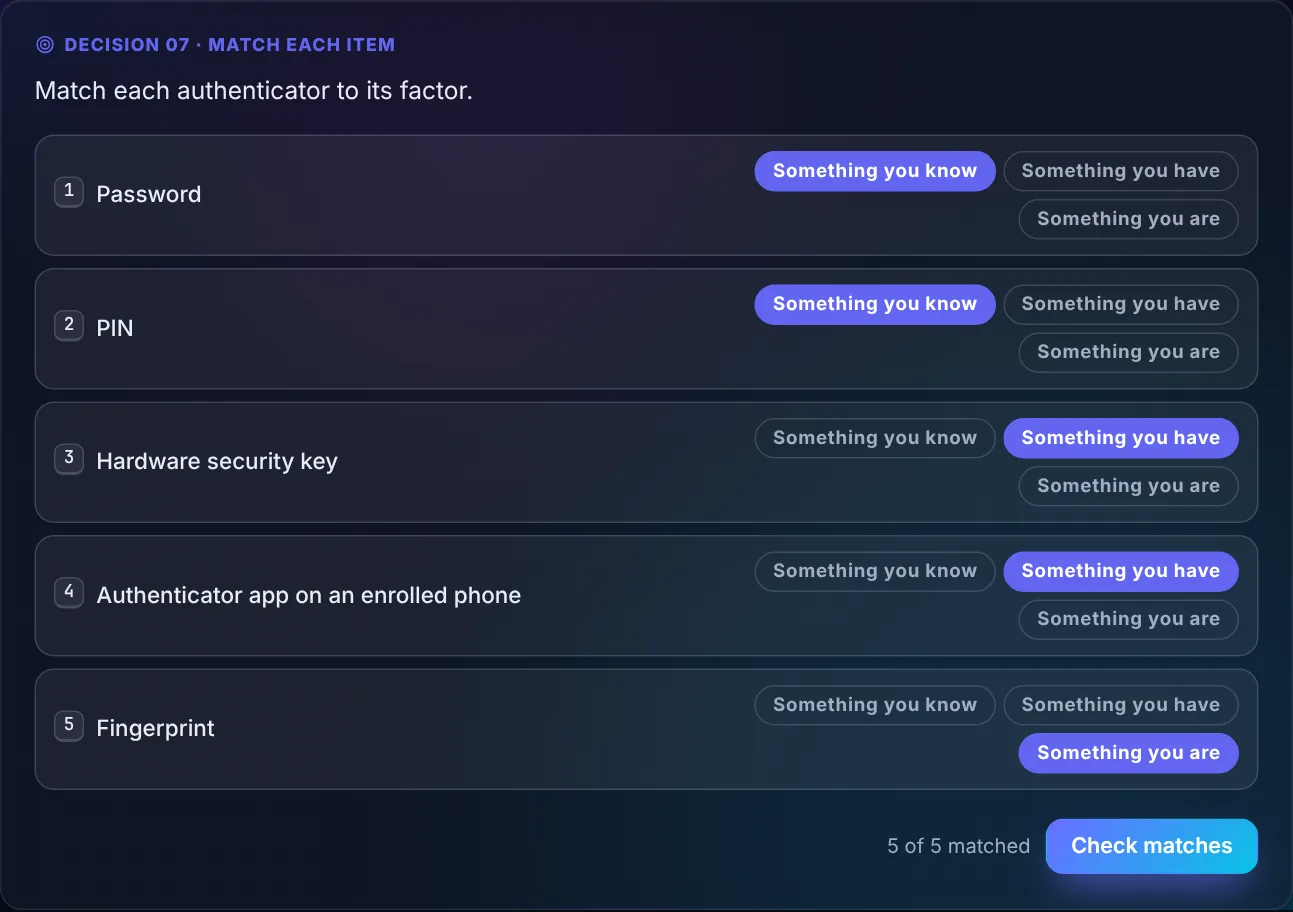 DECISION 07 · MATCH EACH ITEM
Match each authenticator to its factor.
1 Password
Something you know Something you have
Something you are
2 PIN
Something you know Something you have
Something you are
3 Hardware security key
Something you know Something you have
Something you are
4 Authenticator app on an enrolled phone
Something you know Something you have
Something you are
5 Fingerprint
Something you know Something you have
Something you are
5 of 5 matched Check matches